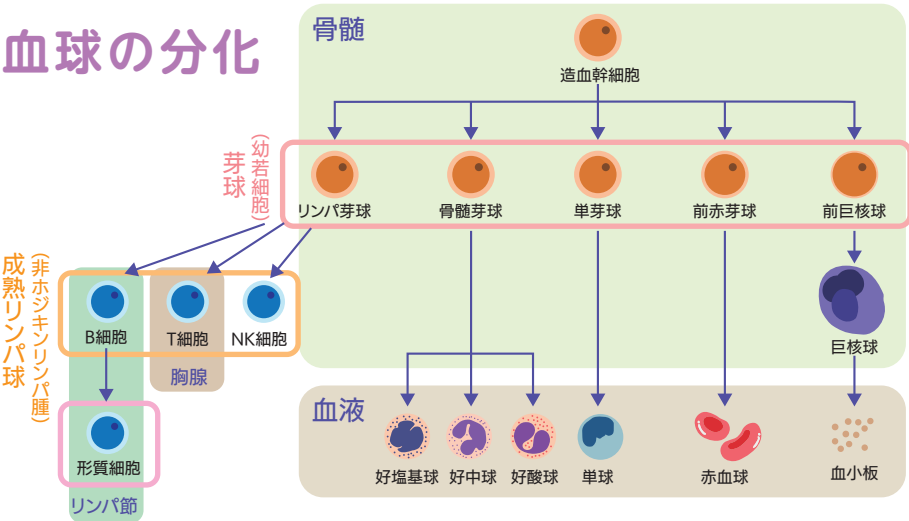 血球の分化
骨髄
造血幹細胞
芽球
(幼若細胞)
リンパ芽球
骨髄芽球
単芽球
前赤芽球
前巨核球
成熟リンパ球
(非ホジキンリンパ腫)
B細胞
T細胞
NK細胞
胸腺
巨核球
形質細胞
リンパ節
血液
好塩基球
好中球
好酸球
単球
赤血球
血小板